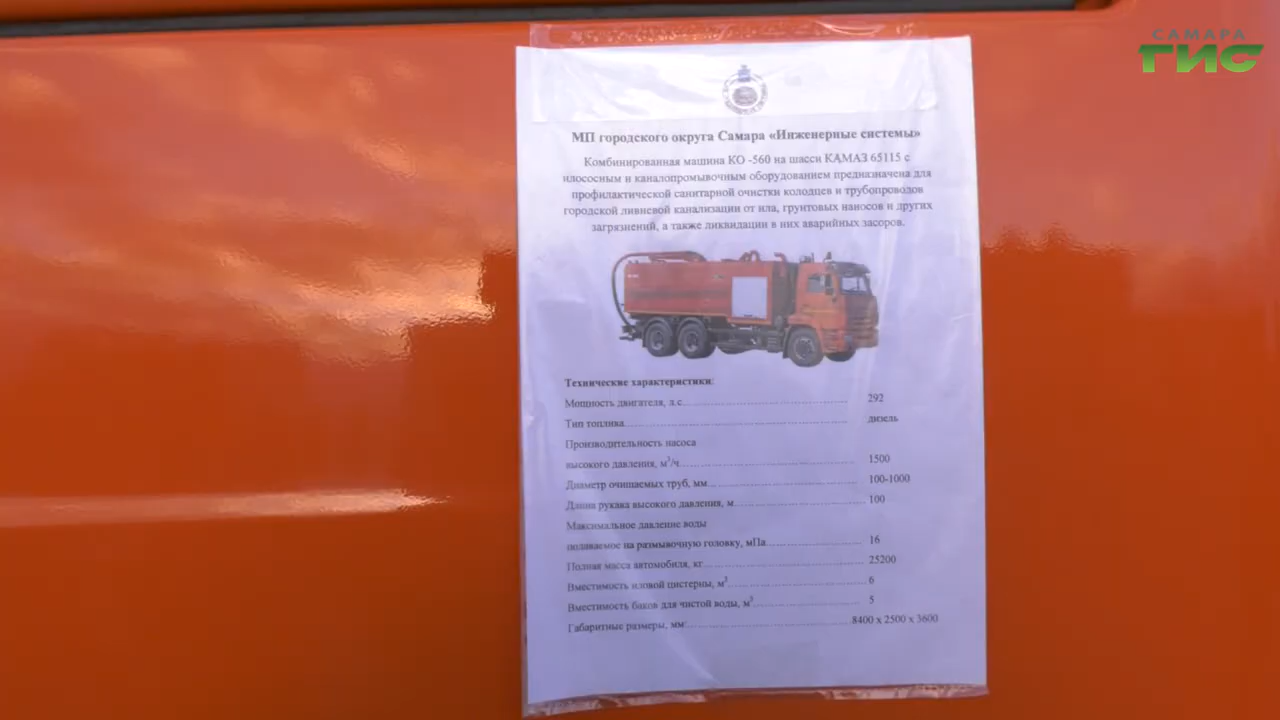 САМАРА
ГИС
МП городского округа Самара «Инженерные системы»
Комбинированная машина КО -560 на шасси КАМАЗ 65115 с
илососным и каналопромывочным оборудованием предназначена для
профилактической санитарной очистки колодцев и трубопроводов
городской ливневой канализации от ила, грунтовых наносов и других
загрязнений, а также ликвидации в них аварийных засоров.
Технические характеристики:
Мощность двигателя, л.с. 292
Тип топлива дизель
Производительность насоса
высокого давления, м³/ч 1500
Диаметр очищаемых труб, мм 100-1000
Длина рукава высокого давления, м 100
Максимальное давление воды
подаваемое на размывочную головку, мПа 16
Полная масса автомобиля, кг 25200
Вместимость иловой цистерны, м³ 6
Вместимость баков для чистой воды, м³ 5
Габаритные размеры, мм 8400 х 2500 х 3600